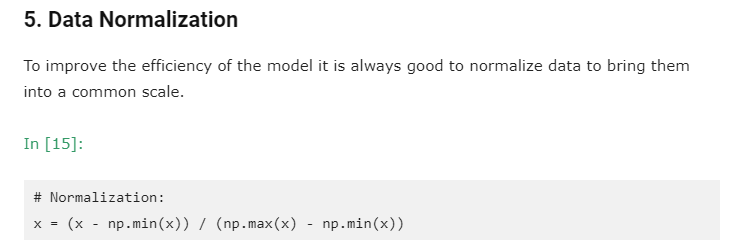 5. Data Normalization
To improve the efficiency of the model it is always good to normalize data to bring them
into a common scale.
In [15]:
# Normalization:
x = (x - np.min(x)) / (np.max(x) - np.min(x))